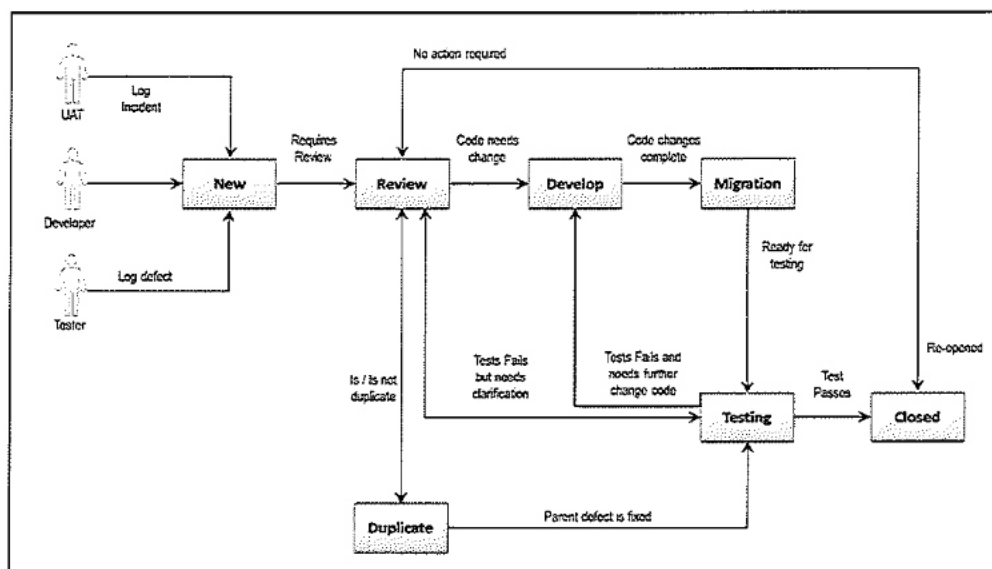 No action required
UAT
Log
Incident
Requires
Review
Code needs
change
Code changes
complete
New
Review
Develop
Migration
Developer
Ready for
testing
Log defect
Tester
Is / Is not
duplicate
Tests Fails
but needs
clarification
Tests Fails and
needs further
change code
Re-opened
Test
Passes
Testing
Closed
Duplicate
Parent defect is fixed